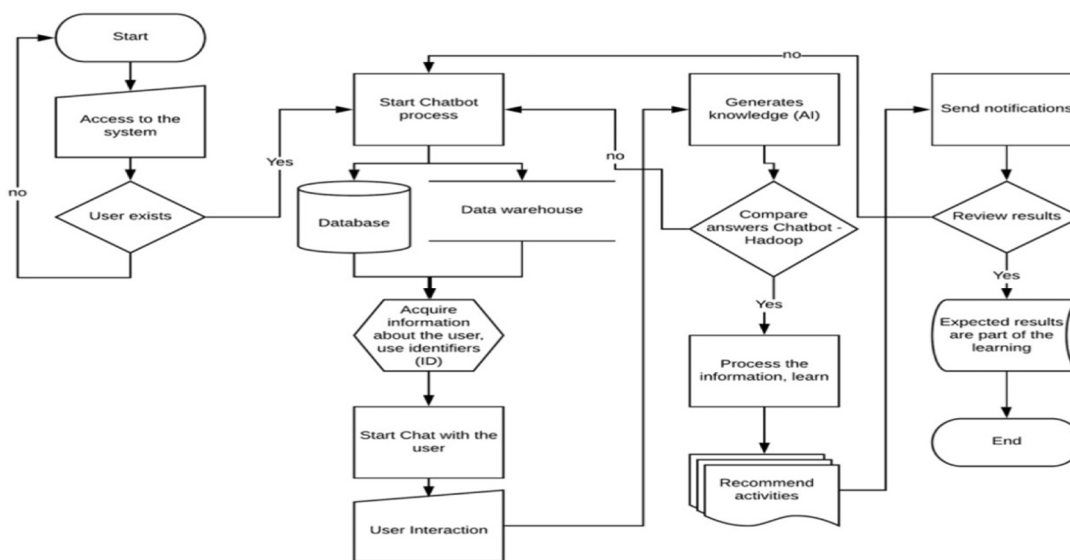 Start
Access to the
system
User exists
no
Yes
Start Chatbot
process
Database
Data warehouse
Acquire
information
about the user,
use identifiers
(ID)
Start Chat with the
user
User Interaction
no
Generates
knowledge (AI)
no
Compare
answers Chatbot -
Hadoop
Yes
Process the
information, learn
Recommend
activities
Send notifications
Review results
Yes
Expected results
are part of the
learning
End